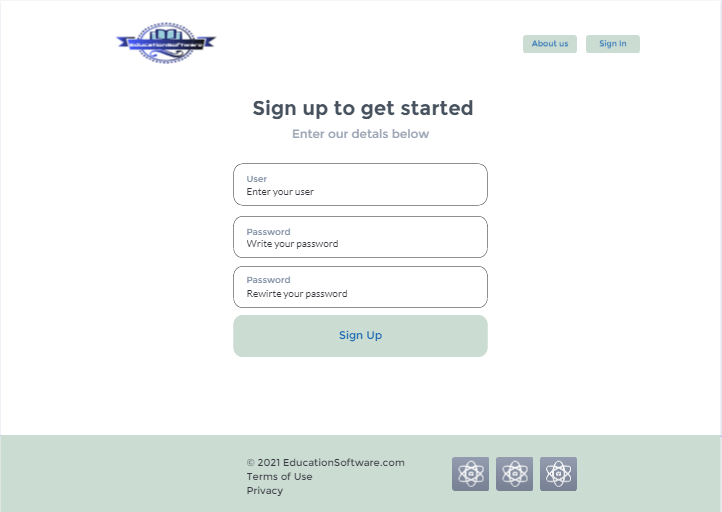 EducationSoftware
About us
Sign In
Sign up to get started
Enter our detals below
User
Enter your user
Password
Write your password
Password
Rewirte your password
Sign Up
© 2021 EducationSoftware.com
Terms of Use
Privacy